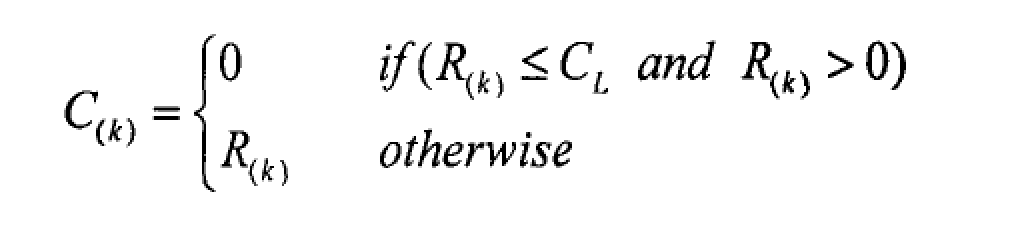 C(k) = { 0 if (R(k) ≤ CL and R(k) > 0)
R(k) otherwise